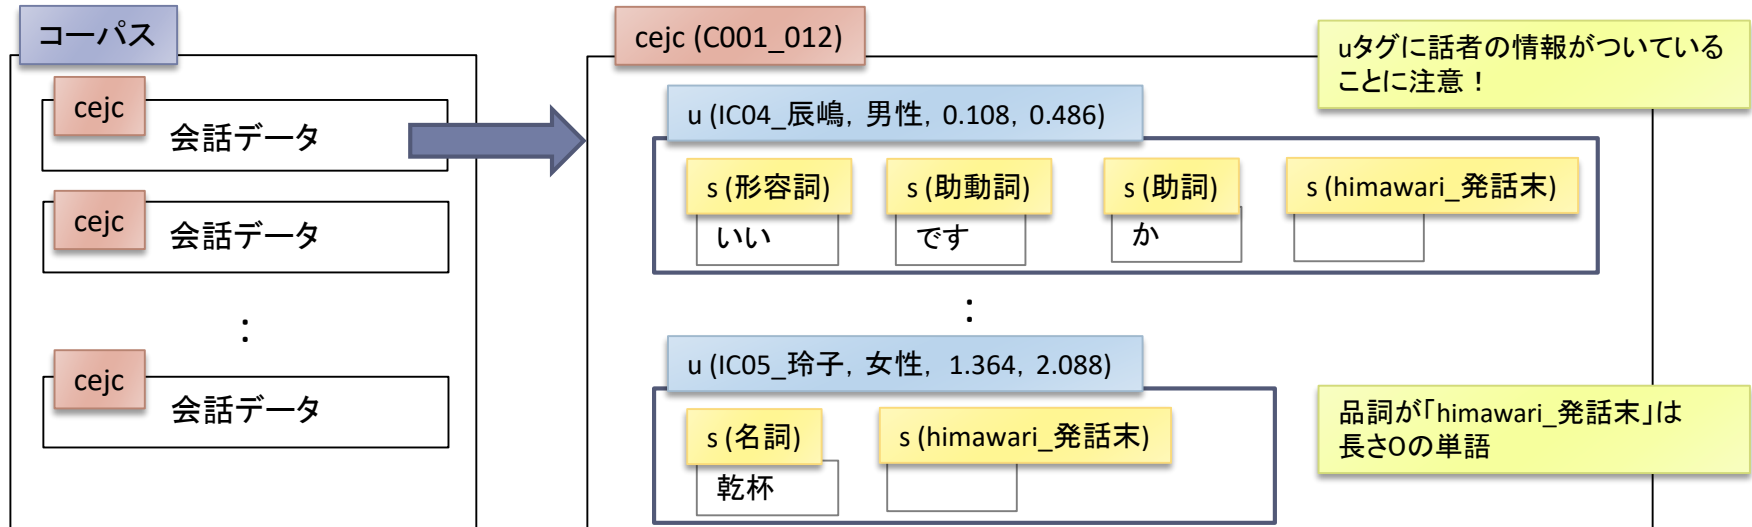 コーパス
cejc
会話データ
cejc
会話データ
:
cejc
会話データ
cejc (C001_012)
uタグに話者の情報がついている
ことに注意！
u (IC04_辰嶋, 男性, 0.108, 0.486)
s (形容詞)
いい
s (助動詞)
です
s (助詞)
か
s (himawari_発話末)
:
u (IC05_玲子, 女性, 1.364, 2.088)
s (名詞)
乾杯
s (himawari_発話末)
品詞が「himawari_発話末」は
長さ0の単語